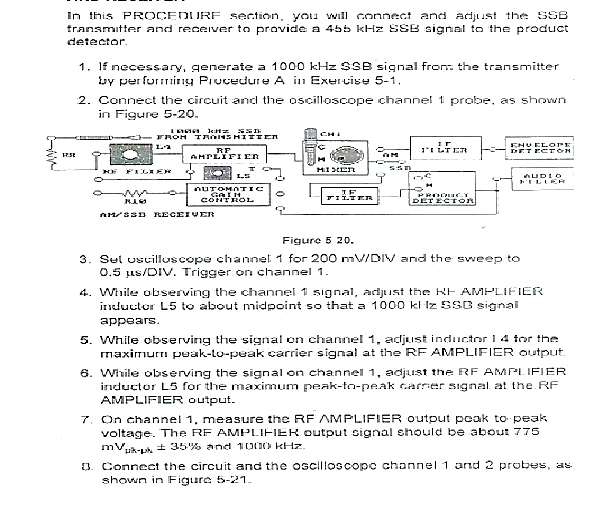 In this PROCEDURE section, you will connect and adjust the SSB
transmitter and receiver to provide a 455 kHz SSB signal to the product
detector.
1. If necessary, generate a 1000 kHz SSB signal from the transmitter
by performing Procedure A in Exercise 5-1.
2. Connect the circuit and the oscilloscope channel 1 probe, as shown
in Figure 5-20.
1000 kHz SSB
FROM TRANSMITTER
CH1
RR
L4
RF
AMPLIFIER
C
M
MIXER
AM
SSB
IF
FILTER
ENVELOPE
DETECTOR
RF FILTER
T
L5
C
M
PRODUCT
DETECTOR
AUDIO
FILTER
R10
AUTOMATIC
GAIN
CONTROL
IF
FILTER
AM/SSB RECEIVER
Figure 5-20.
3. Set oscilloscope channel 1 for 200 mV/DIV and the sweep to
0.5 µs/DIV. Trigger on channel 1.
4. While observing the channel 1 signal, adjust the RF AMPLIFIER
inductor L5 to about midpoint so that a 1000 kHz SSB signal
appears.
5. While observing the signal on channel 1, adjust inductor L4 for the
maximum peak-to-peak carrier signal at the RF AMPLIFIER output.
6. While observing the signal on channel 1, adjust the RF AMPLIFIER
inductor L5 for the maximum peak-to-peak carrier signal at the RF
AMPLIFIER output.
7. On channel 1, measure the RF AMPLIFIER output peak-to-peak
voltage. The RF AMPLIFIER output signal should be about 775
mVpk-pk ± 35% and 1000 kHz.
8. Connect the circuit and the oscilloscope channel 1 and 2 probes, as
shown in Figure 5-21.